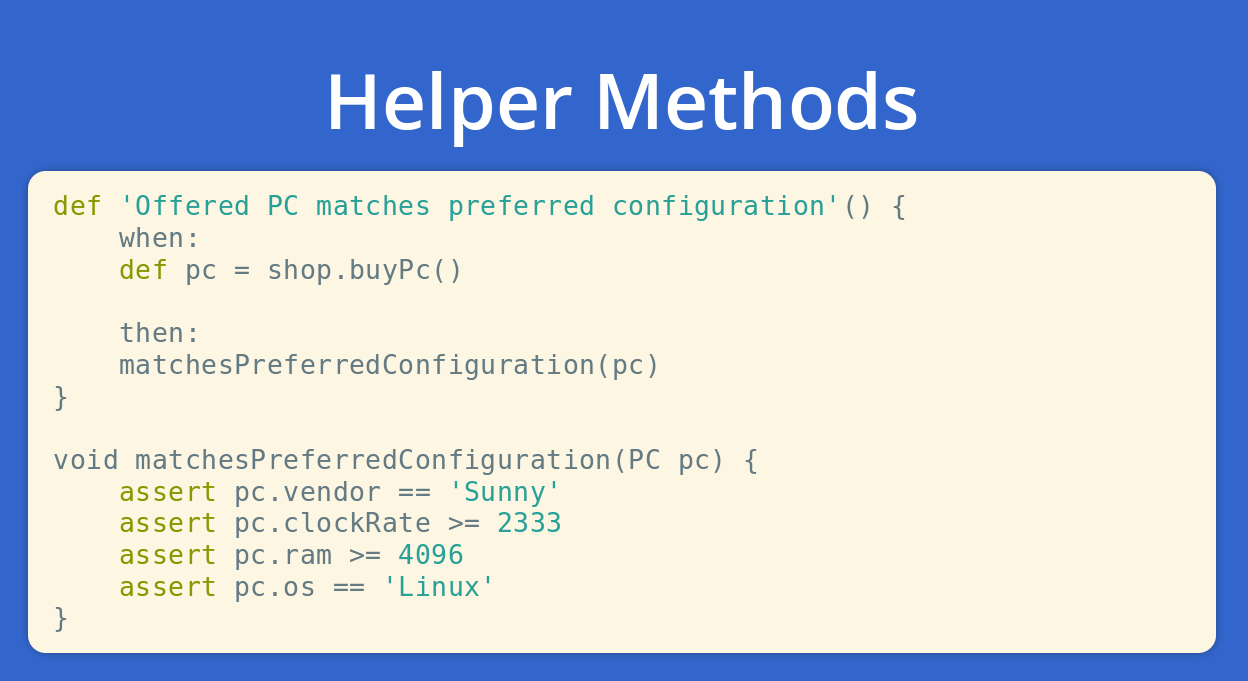 Helper Methods
def 'Offered PC matches preferred configuration'() {
    when:
    def pc = shop.buyPc()

    then:
    matchesPreferredConfiguration(pc)
}

void matchesPreferredConfiguration(PC pc) {
    assert pc.vendor == 'Sunny'
    assert pc.clockRate >= 2333
    assert pc.ram >= 4096
    assert pc.os == 'Linux'
}